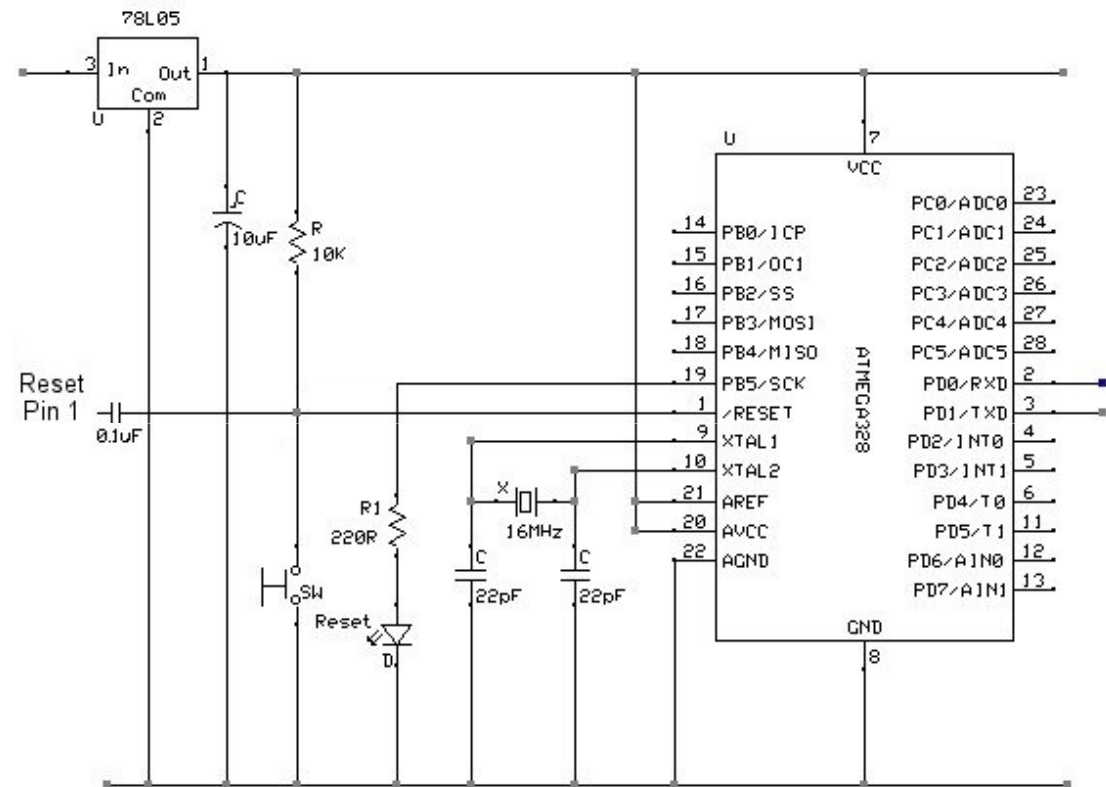 78L05
3
In
Out
1
Com
U
2
C
10uF
R
10K
Reset
Pin 1
0.1uF
SW
Reset
R1
220R
D
X
16MHz
C
22pF
C
22pF
U
7
VCC
14 PB0/ICP
15 PB1/OC1
16 PB2/SS
17 PB3/MOSI
18 PB4/MISO
19 PB5/SCK
1 /RESET
9 XTAL1
10 XTAL2
21 AREF
20 AVCC
22 AGND
ATMEGA328
PC0/ADC0 23
PC1/ADC1 24
PC2/ADC2 25
PC3/ADC3 26
PC4/ADC4 27
PC5/ADC5 28
PD0/RXD 2
PD1/TXD 3
PD2/INT0 4
PD3/INT1 5
PD4/T0 6
PD5/T1 11
PD6/AIN0 12
PD7/AIN1 13
GND
8